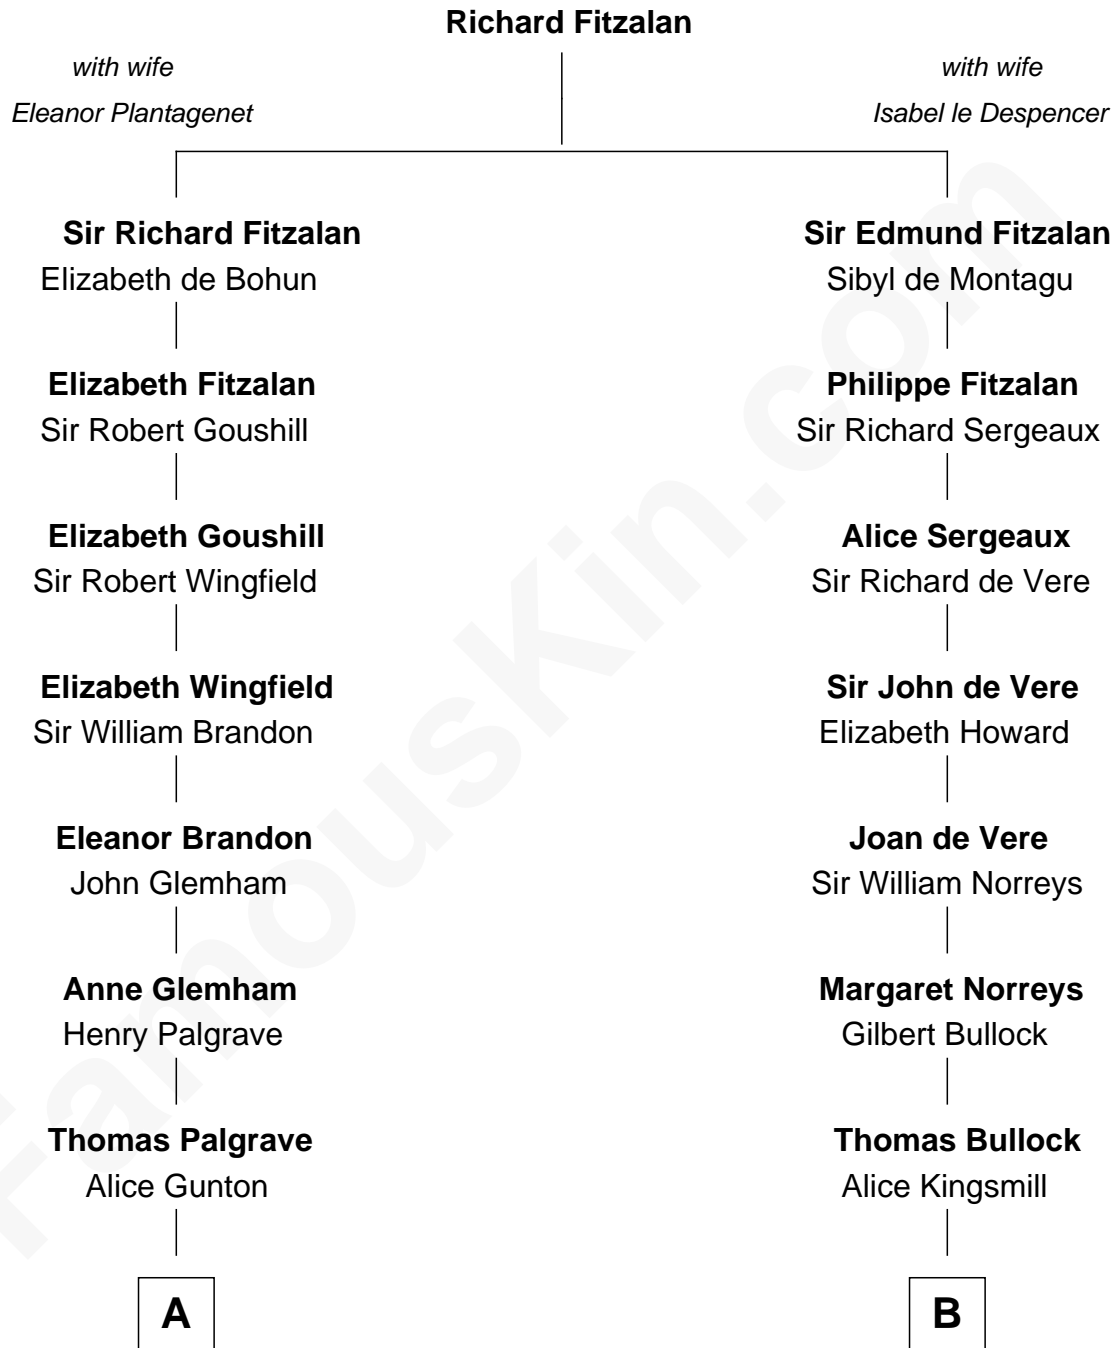 Richard Fitzalan
with wife
Eleanor Plantagenet
with wife
Isabel le Despencer
Sir Richard Fitzalan
Elizabeth de Bohun
Sir Edmund Fitzalan
Sibyl de Montagu
Elizabeth Fitzalan
Sir Robert Goushill
Philippe Fitzalan
Sir Richard Sergeaux
Elizabeth Goushill
Sir Robert Wingfield
Alice Sergeaux
Sir Richard de Vere
Elizabeth Wingfield
Sir William Brandon
Sir John de Vere
Elizabeth Howard
Eleanor Brandon
John Glemham
Joan de Vere
Sir William Norreys
Anne Glemham
Henry Palgrave
Margaret Norreys
Gilbert Bullock
Thomas Palgrave
Alice Gunton
Thomas Bullock
Alice Kingsmill
A
B
FamousKin.com